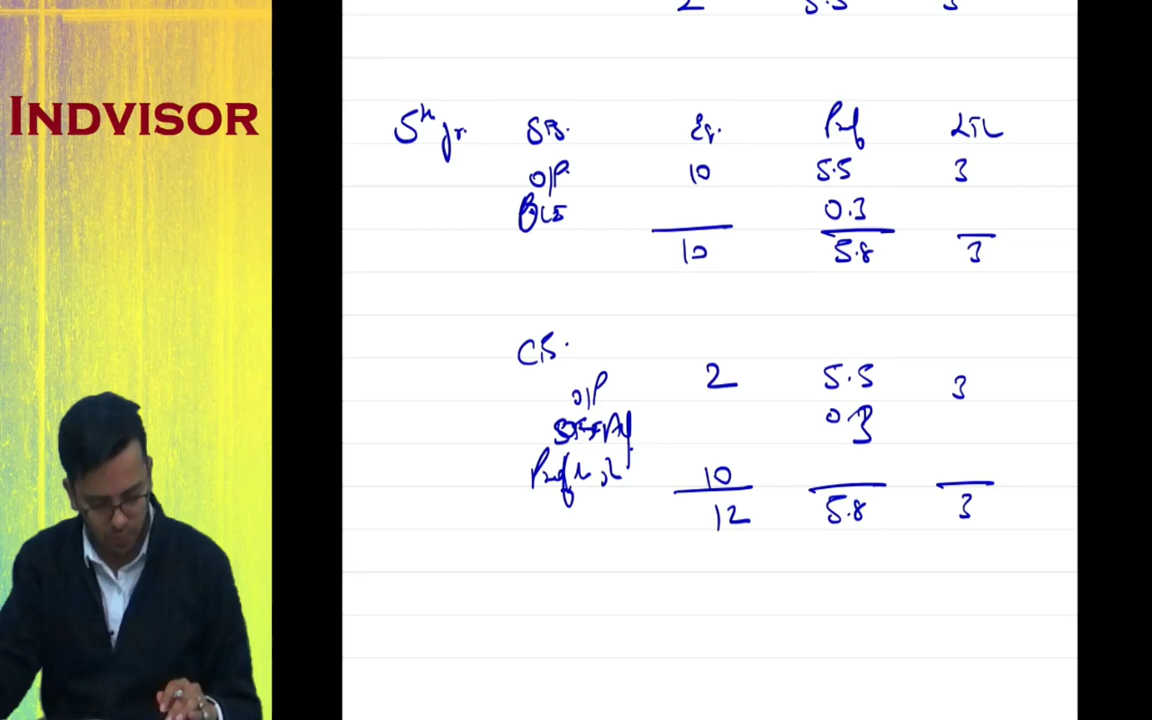 INDVISOR
2 5.5 3
5th yr. SB. Eq. Pref LTL
O/P 10 5.5 3
0.3
10 5.8 3
CB.
O/P 2 5.5 3
0.3
10
12 5.8 3